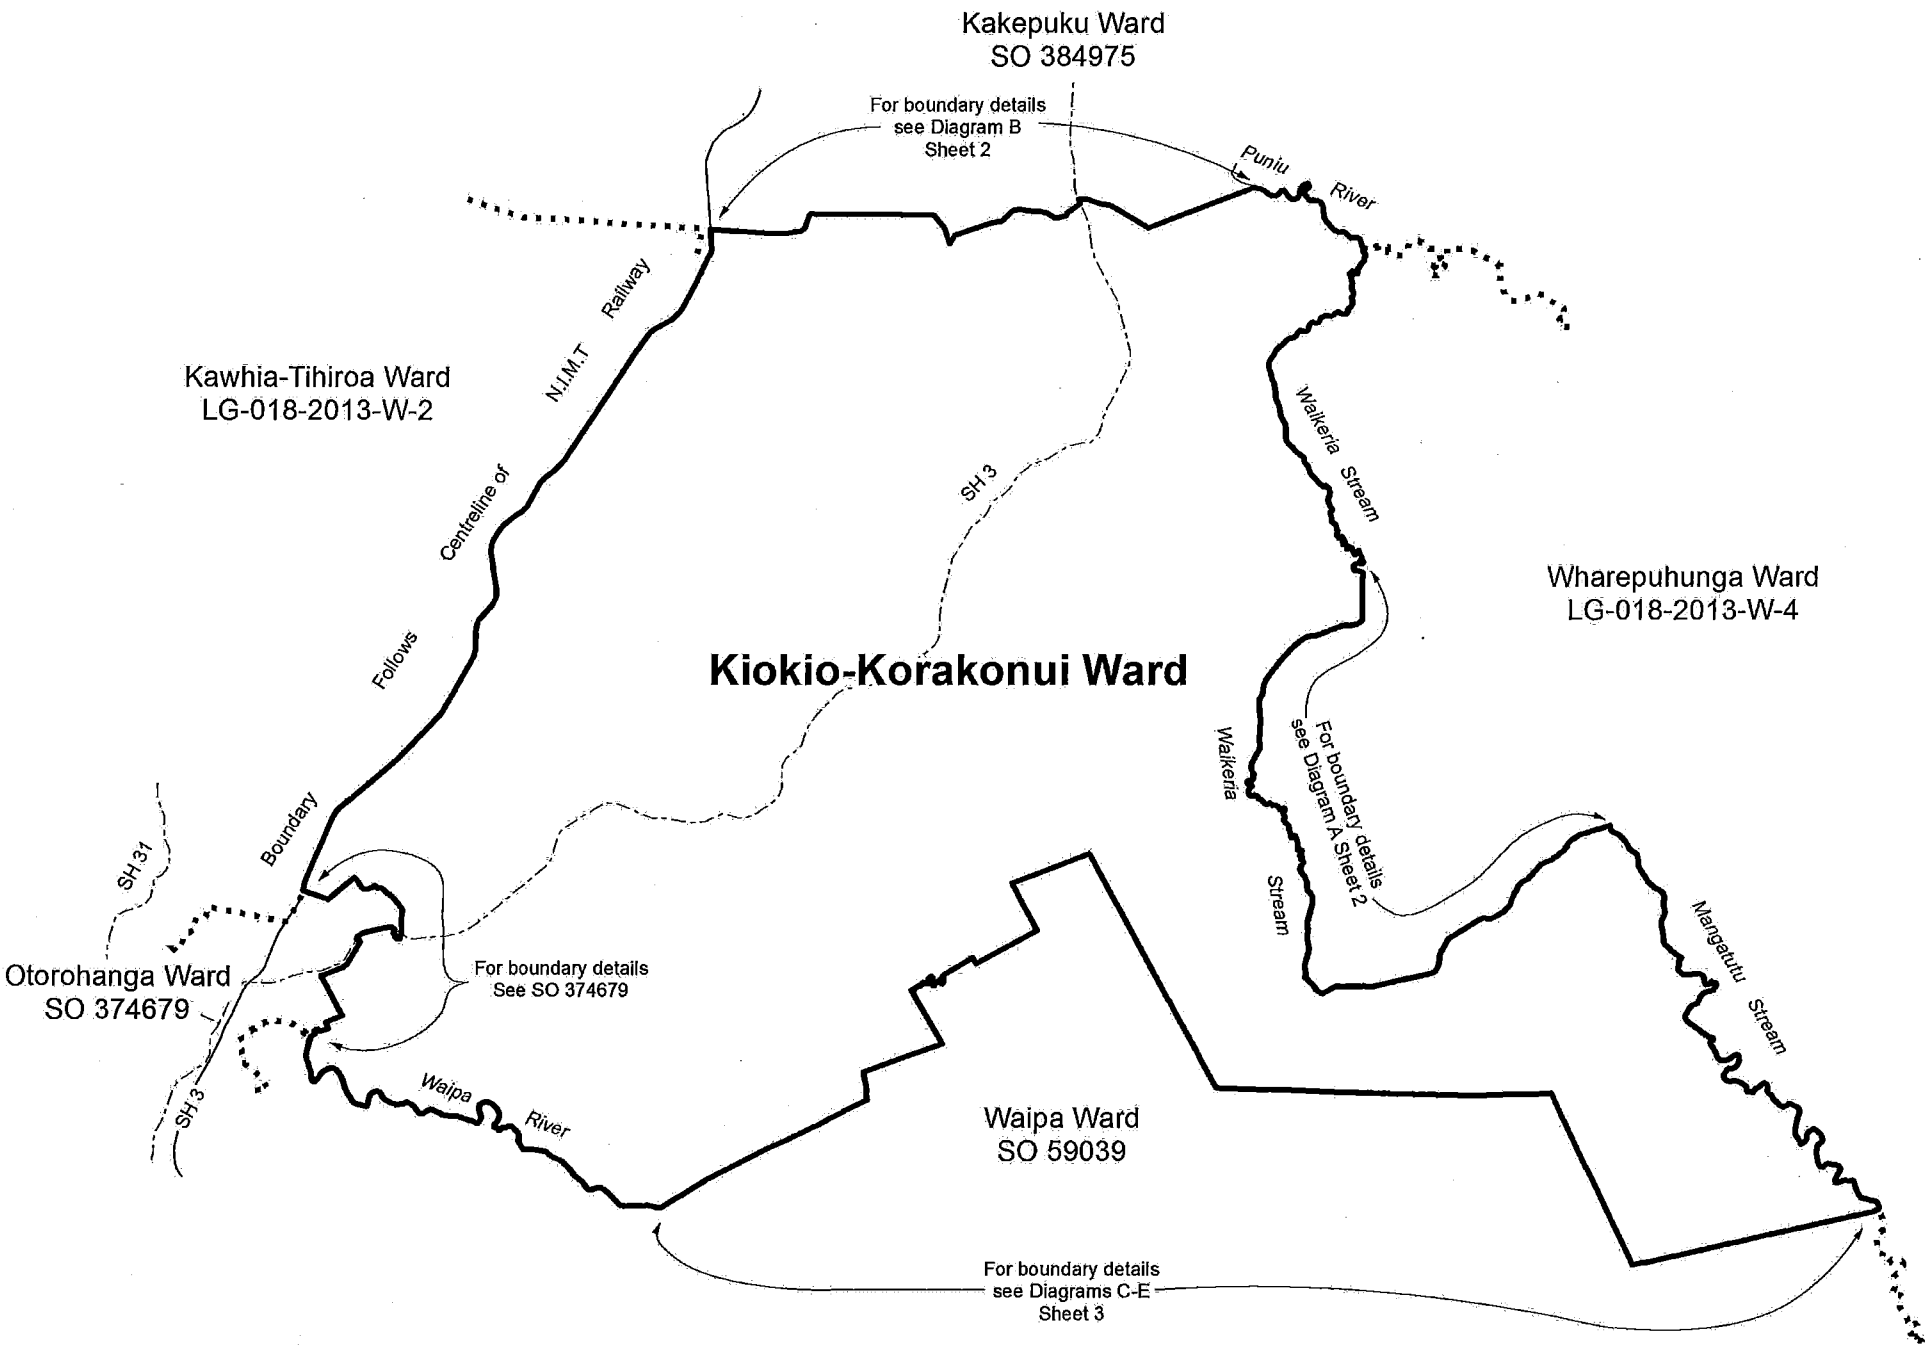 Kakepuku Ward
SO 384975
For boundary details
see Diagram B
Sheet 2
Puniu
River
Railway
N.I.M.T
Kawhia-Tihiroa Ward
LG-018-2013-W-2
Waikeria
Stream
SH 3
Centreline of
Wharepuhunga Ward
LG-018-2013-W-4
Follows
Kiokio-Korakonui Ward
Waikeria
For boundary details
see Diagram A Sheet 2
Boundary
SH 31
Stream
Mangatutu
Stream
Otorohanga Ward
SO 374679
For boundary details
See SO 374679
SH 3
Waipa
River
Waipa Ward
SO 59039
For boundary details
see Diagrams C-E
Sheet 3